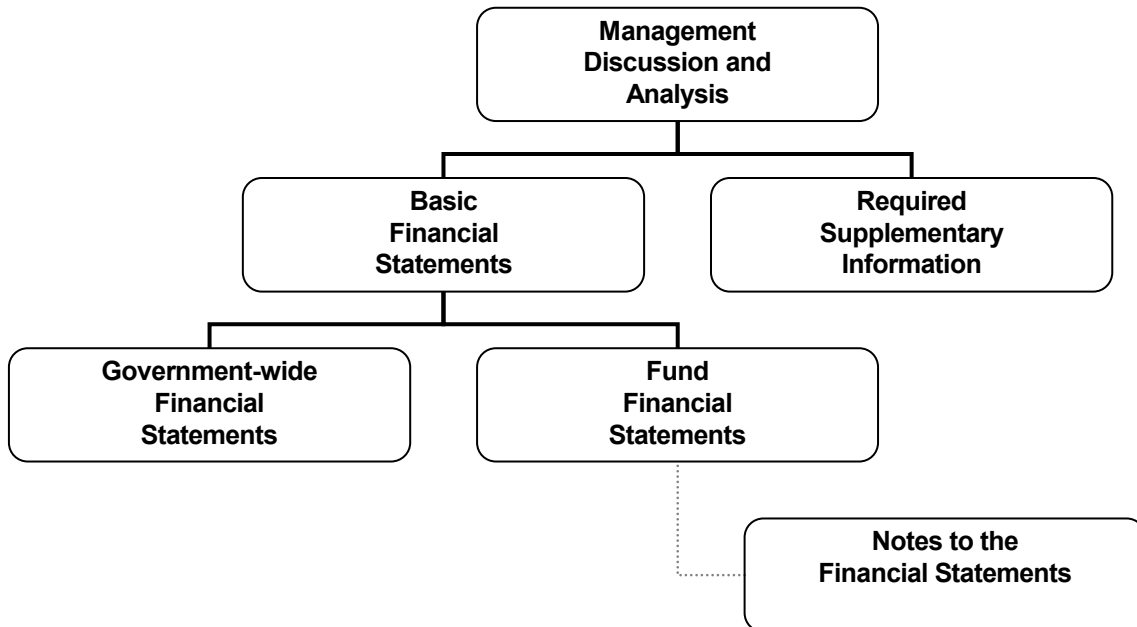 Management
Discussion and
Analysis
Basic
Financial
Statements
Required
Supplementary
Information
Government-wide
Financial
Statements
Fund
Financial
Statements
Notes to the
Financial Statements